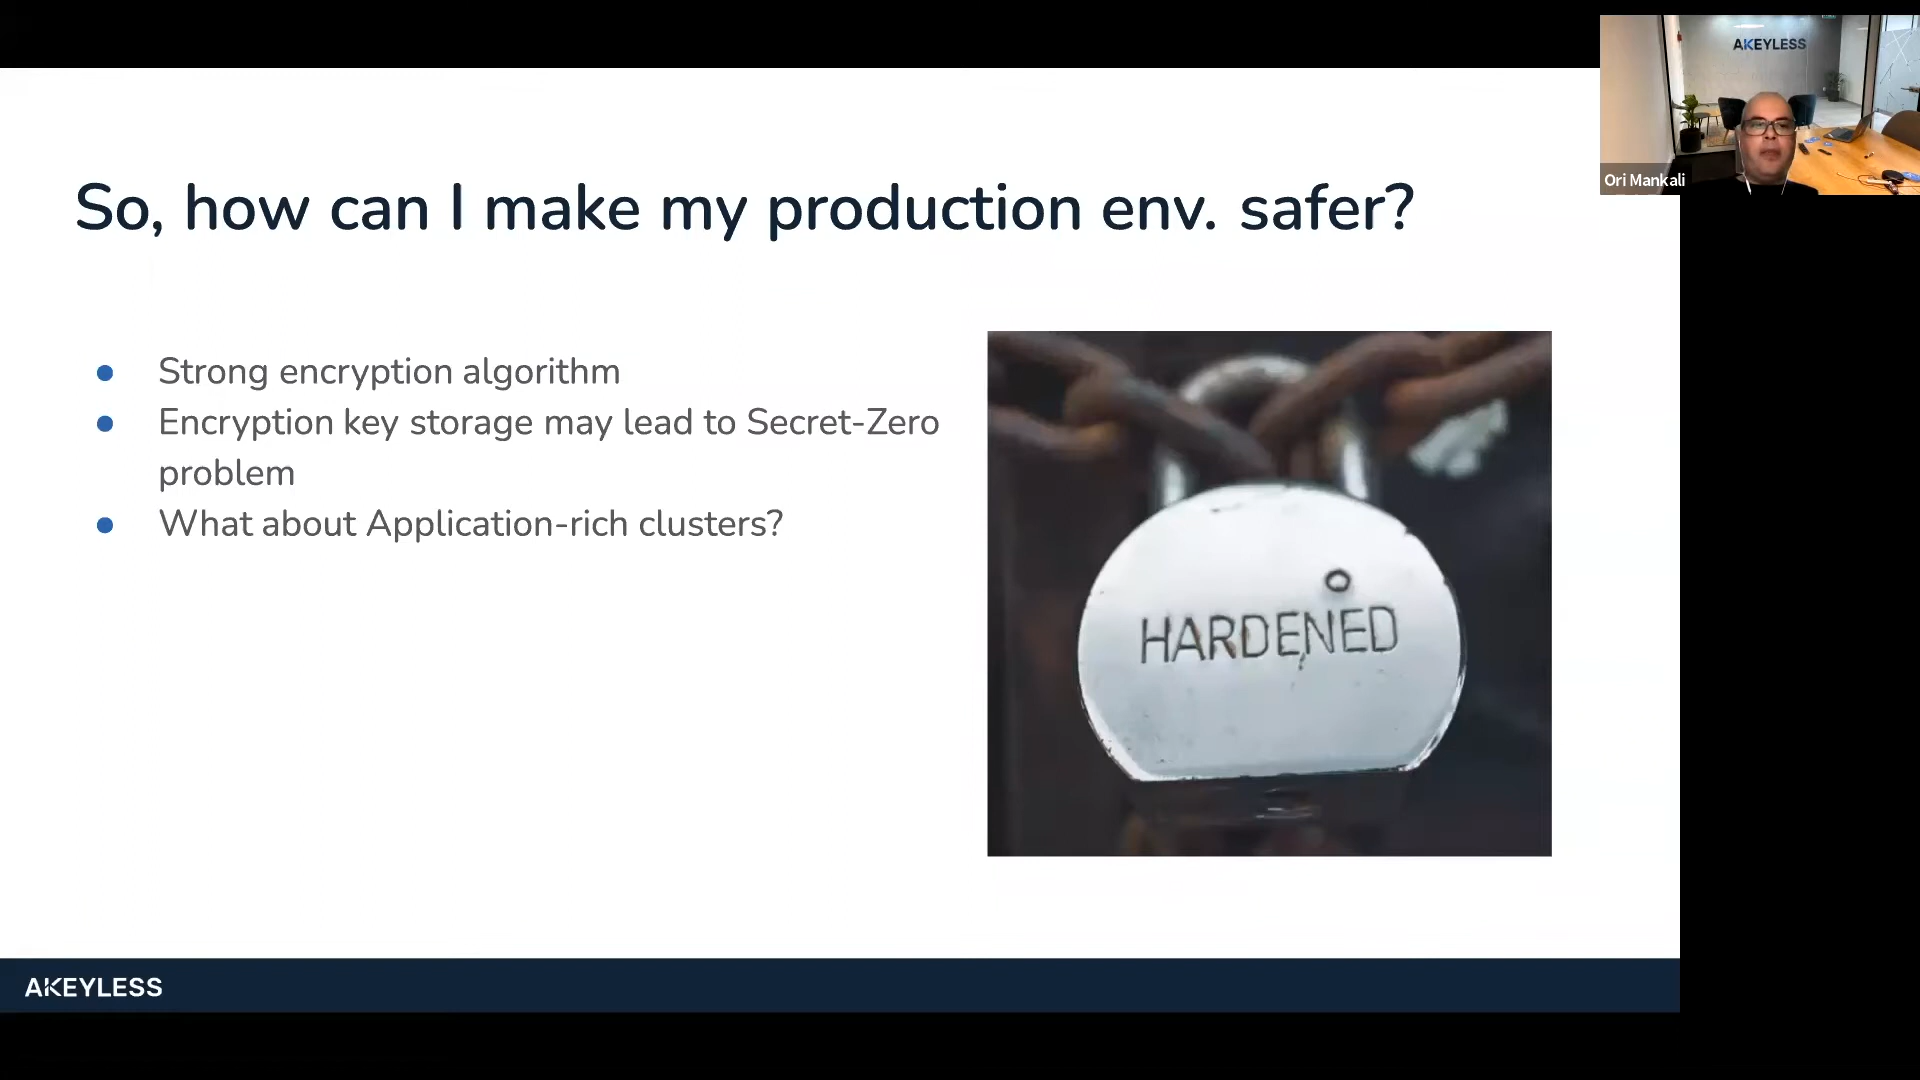 AKEYLESS
Ori Mankali
So, how can I make my production env. safer?
● Strong encryption algorithm
● Encryption key storage may lead to Secret-Zero
problem
● What about Application-rich clusters?
HARDENED
AKEYLESS